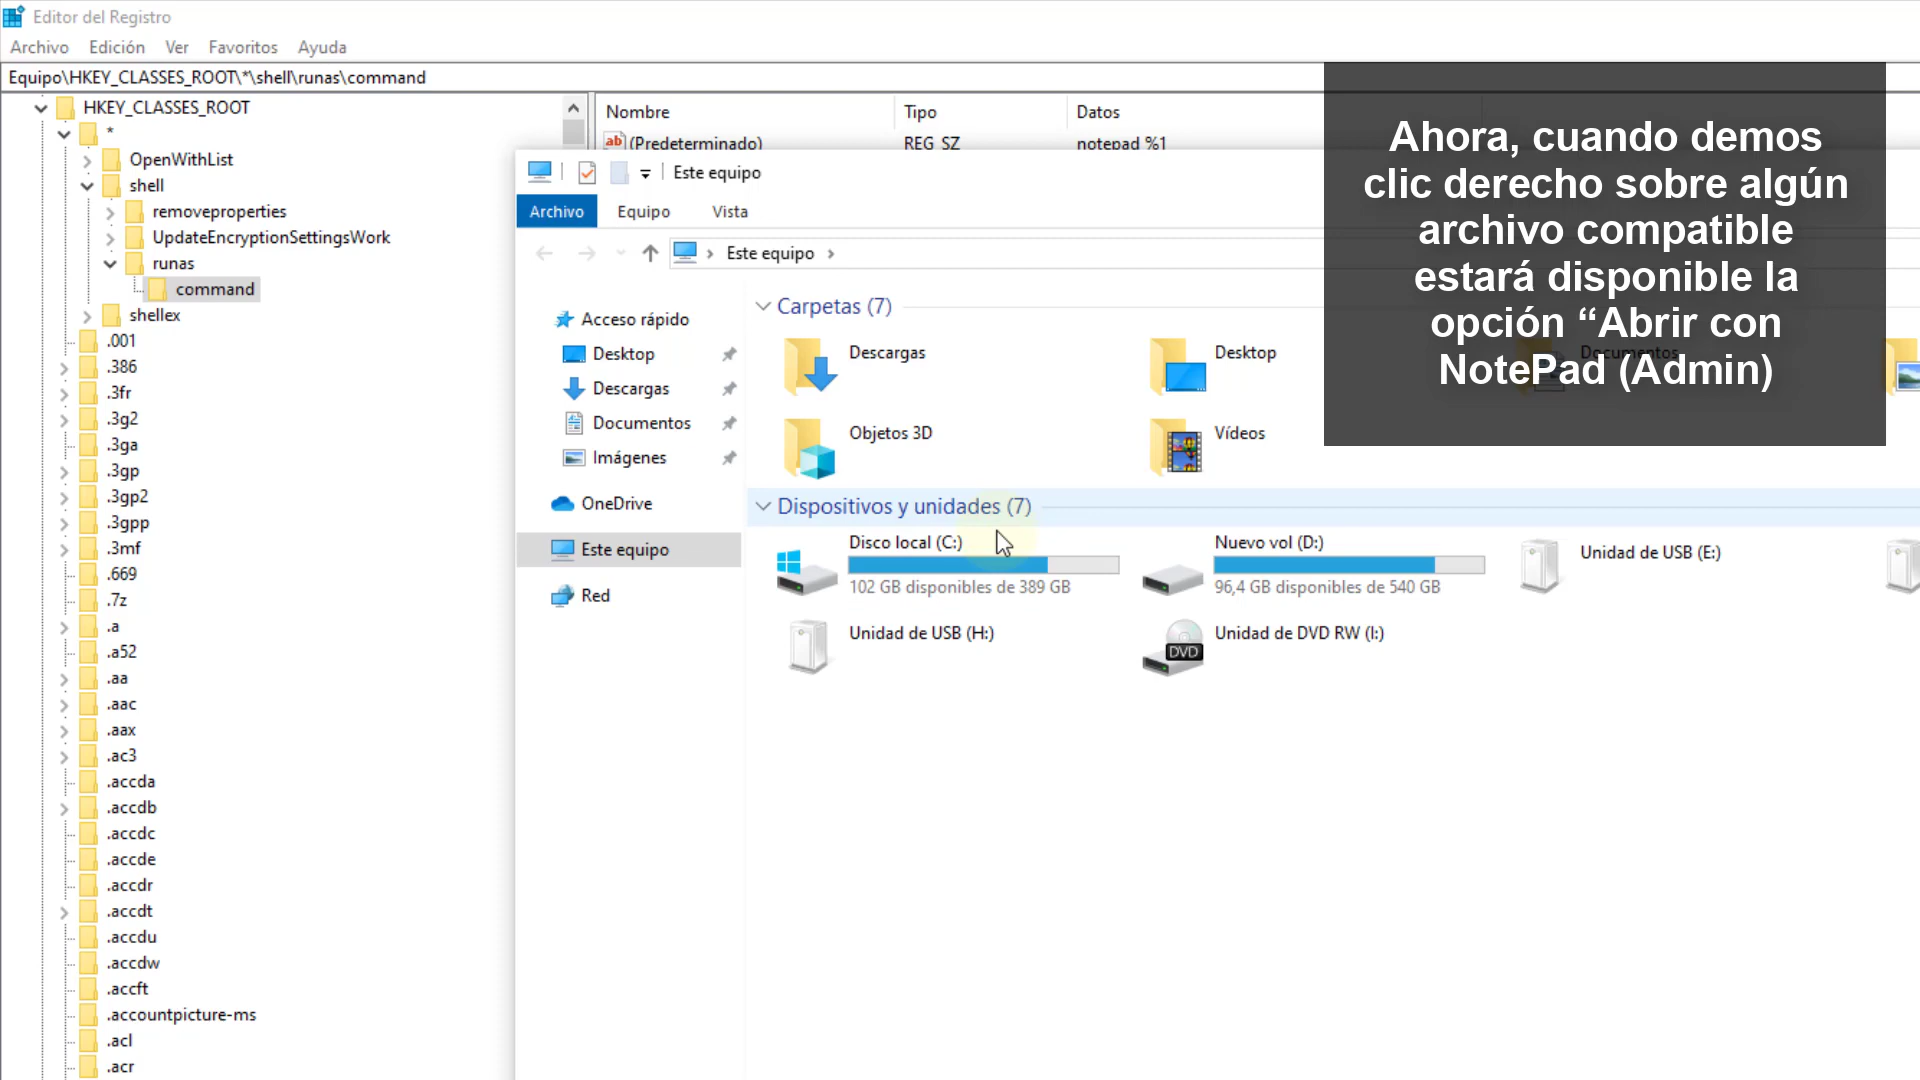 Editor del Registro
Archivo Edición Ver Favoritos Ayuda
Equipo\HKEY_CLASSES_ROOT\*\shell\runas\command
HKEY_CLASSES_ROOT
*
OpenWithList
shell
removeproperties
UpdateEncryptionSettingsWork
runas
command
shellex
.001
.386
.3fr
.3g2
.3ga
.3gp
.3gp2
.3gpp
.3mf
.669
.7z
.a
.a52
.aa
.aac
.aax
.ac3
.accda
.accdb
.accdc
.accde
.accdr
.accdt
.accdu
.accdw
.accft
.accountpicture-ms
.acl
.acr
Nombre Tipo Datos
ab (Predeterminado) REG_SZ notepad %1
Este equipo
Archivo Equipo Vista
Este equipo
Acceso rápido
Desktop
Descargas
Documentos
Imágenes
OneDrive
Este equipo
Red
Carpetas (7)
Descargas
Desktop
Documentos
Objetos 3D
Vídeos
Dispositivos y unidades (7)
Disco local (C:)
102 GB disponibles de 389 GB
Nuevo vol (D:)
96,4 GB disponibles de 540 GB
Unidad de USB (E:)
Unidad de USB (H:)
Unidad de DVD RW (I:)
DVD
Ahora, cuando demos
clic derecho sobre algún
archivo compatible
estará disponible la
opción “Abrir con
NotePad (Admin)